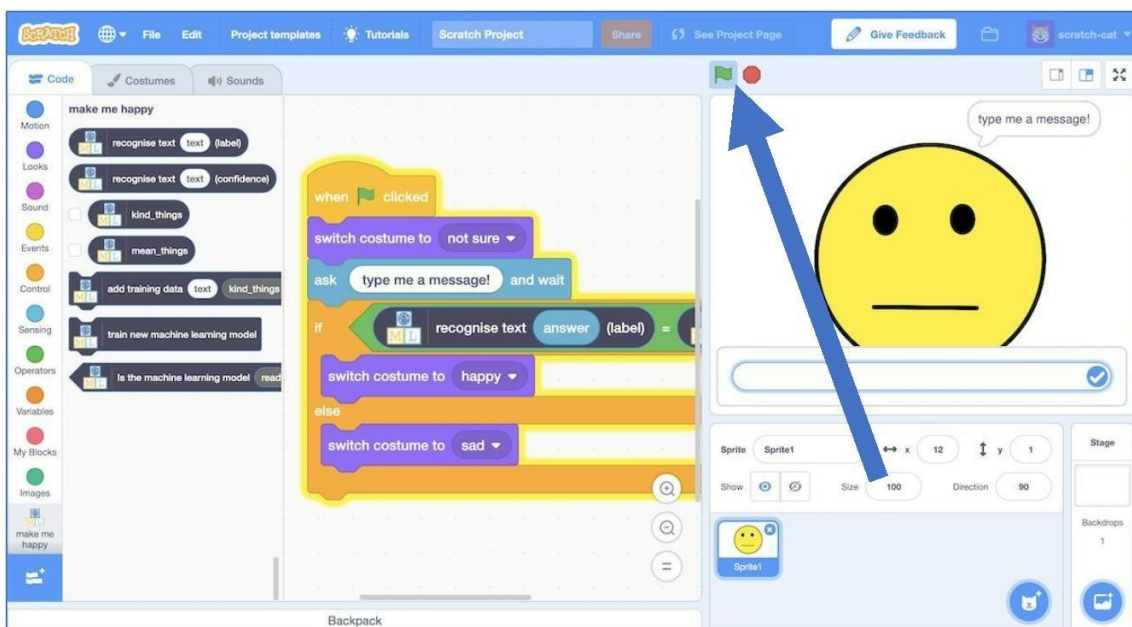 SCRATCH File Edit Project templates Tutorials Scratch Project Share See Project Page Give Feedback scratch-cat
Code Costumes Sounds
Motion
Looks
Sound
Events
Control
Sensing
Operators
Variables
My Blocks
Images
make me
happy
make me happy
recognise text text (label)
recognise text text (confidence)
kind_things
mean_things
add training data text kind_things
train new machine learning model
Is the machine learning model
when clicked
switch costume to not sure
ask type me a message! and wait
if ML recognise text answer (label) =
switch costume to happy
else
switch costume to sad
type me a message!
Sprite Sprite1 x 12 y 1
Show Size 100 Direction 90
Sprite1
Stage
Backdrops
1
Backpack